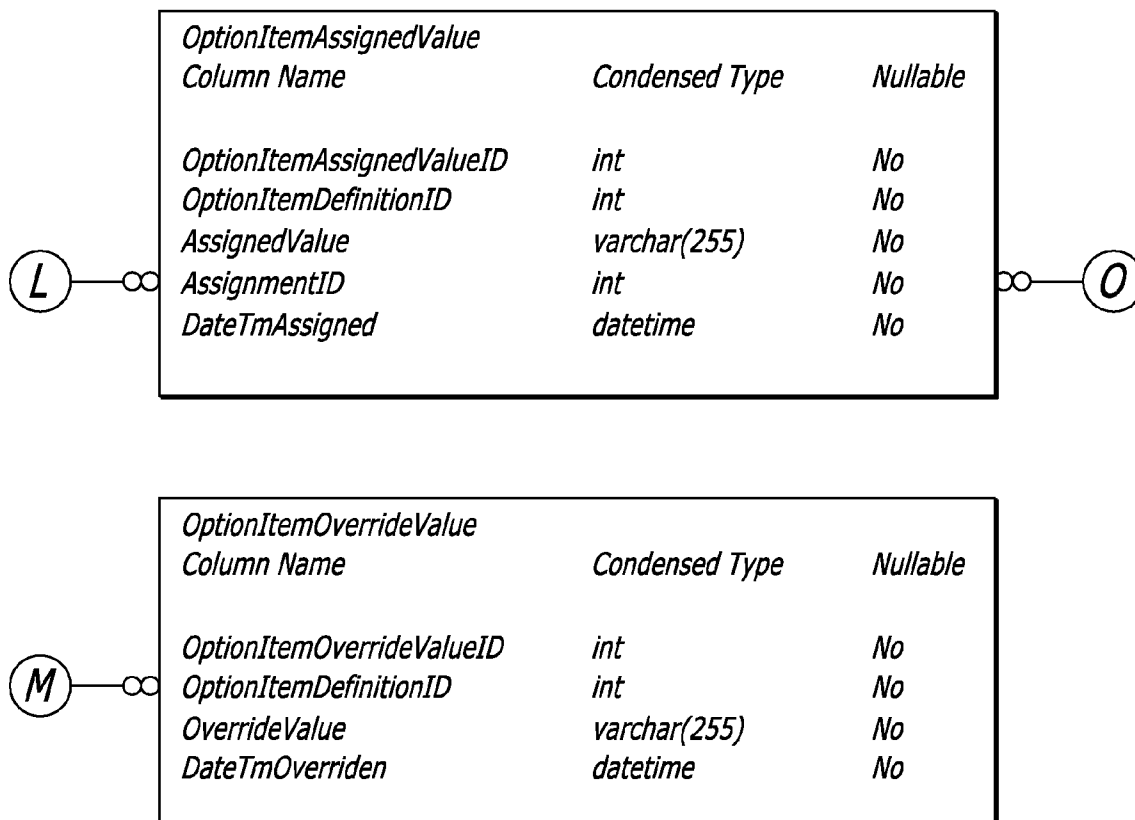 OptionItemAssignedValue
Column Name Condensed Type Nullable
OptionItemAssignedValueID int No
OptionItemDefinitionID int No
AssignedValue varchar(255) No
L AssignmentID int No O
DateTmAssigned datetime No
OptionItemOverrideValue
Column Name Condensed Type Nullable
OptionItemOverrideValueID int No
M OptionItemDefinitionID int No
OverrideValue varchar(255) No
DateTmOverriden datetime No